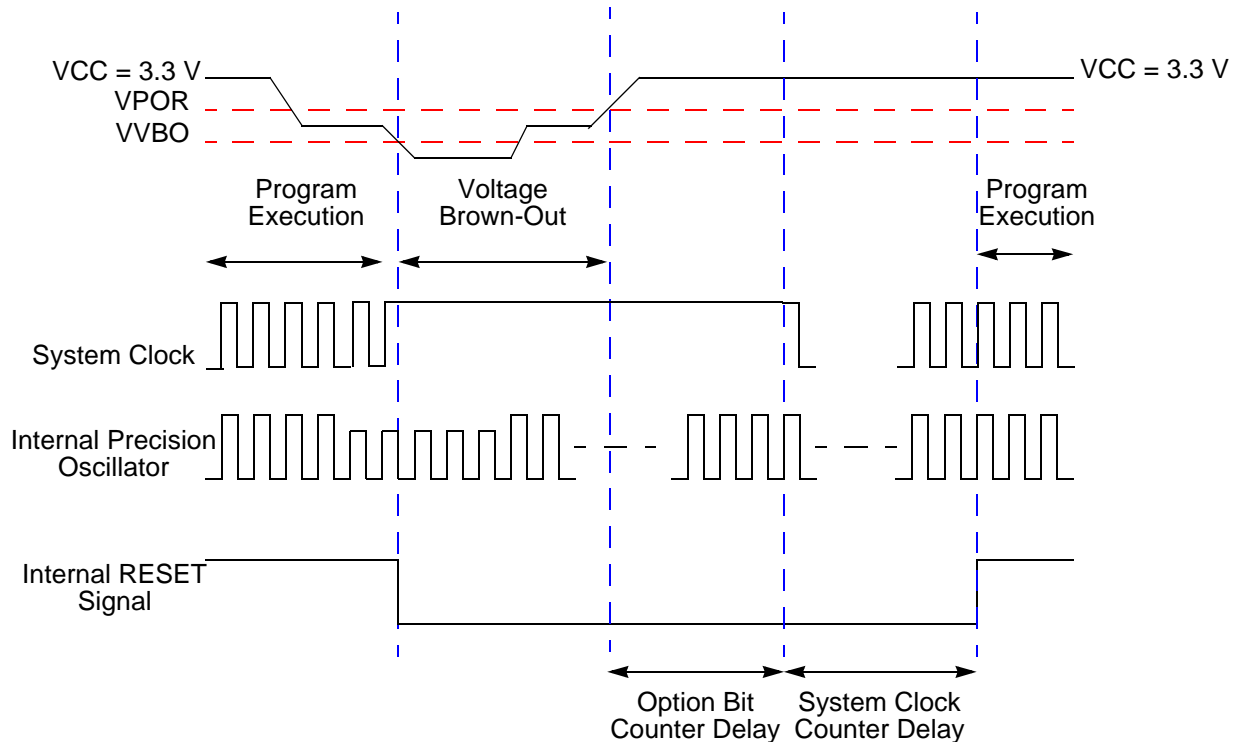 VCC = 3.3 V
VCC = 3.3 V
VPOR
VVBO
Program
Execution
Voltage
Brown-Out
Program
Execution
System Clock
Internal Precision
Oscillator
Internal RESET
Signal
Option Bit
Counter Delay
System Clock
Counter Delay